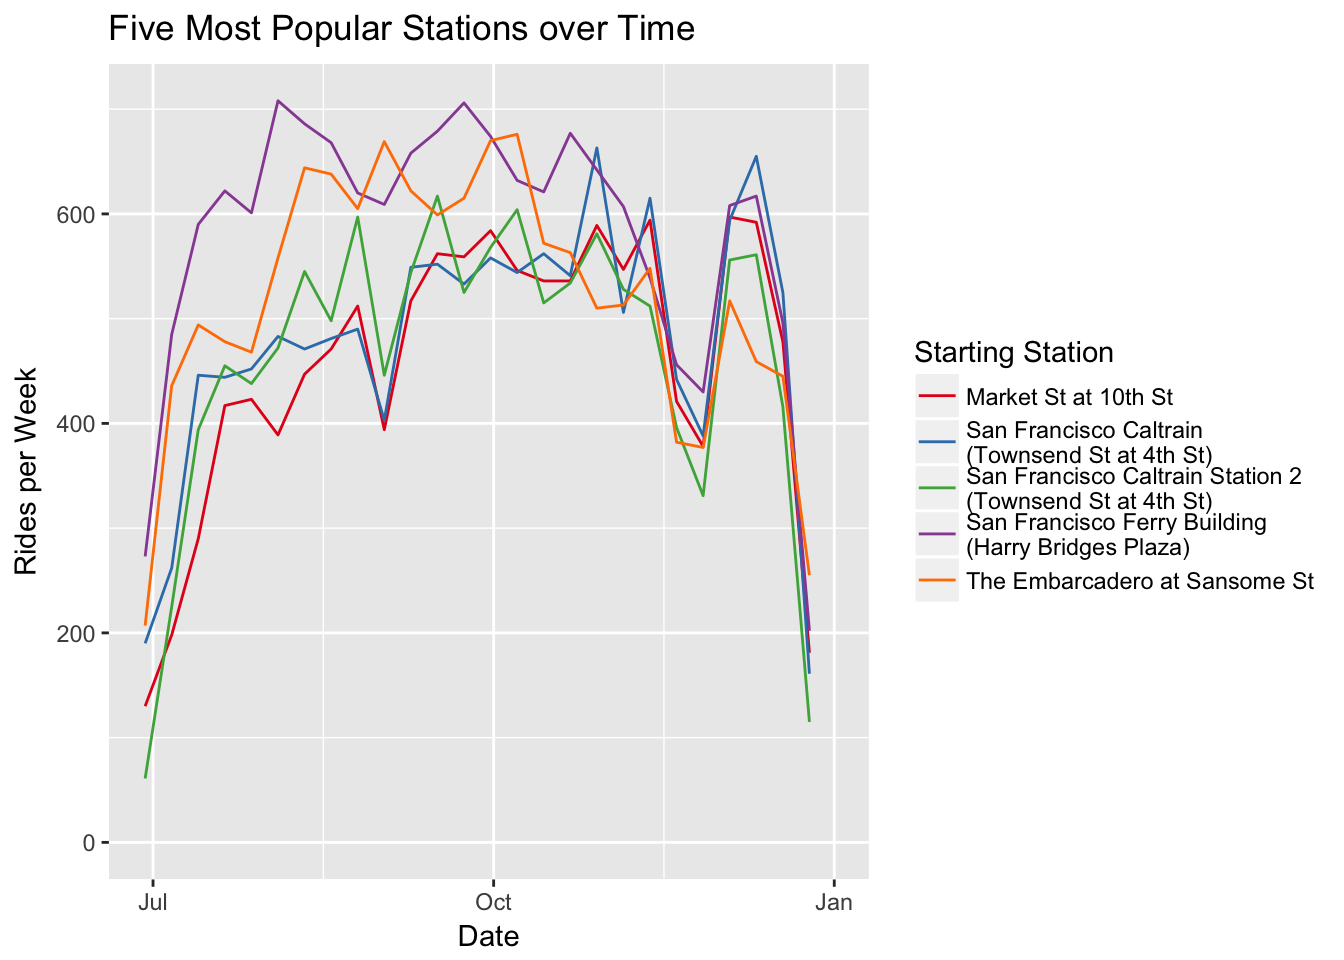 Five Most Popular Stations over Time
Rides per Week
600
400
200
0
Jul
Oct
Jan
Date
Starting Station
Market St at 10th St
San Francisco Caltrain
(Townsend St at 4th St)
San Francisco Caltrain Station 2
(Townsend St at 4th St)
San Francisco Ferry Building
(Harry Bridges Plaza)
The Embarcadero at Sansome St